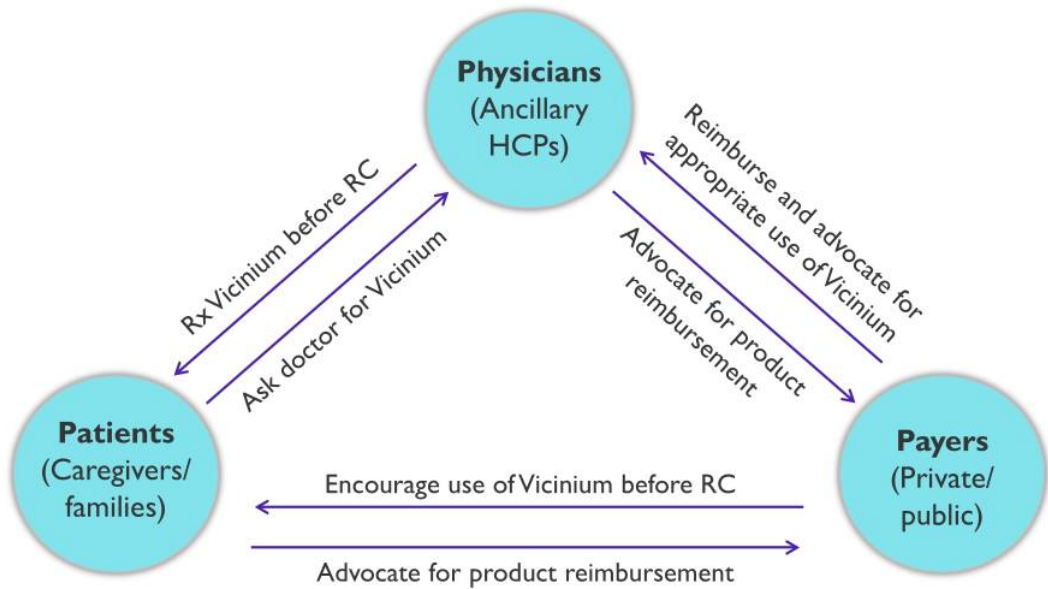 Physicians
(Ancillary
HCPs)
Rx Vicinium before RC
Ask doctor for Vicinium
Reimburse and advocate for
appropriate use of Vicinium
Advocate for product
reimbursement
Patients
(Caregivers/
families)
Payers
(Private/
public)
Encourage use of Vicinium before RC
Advocate for product reimbursement